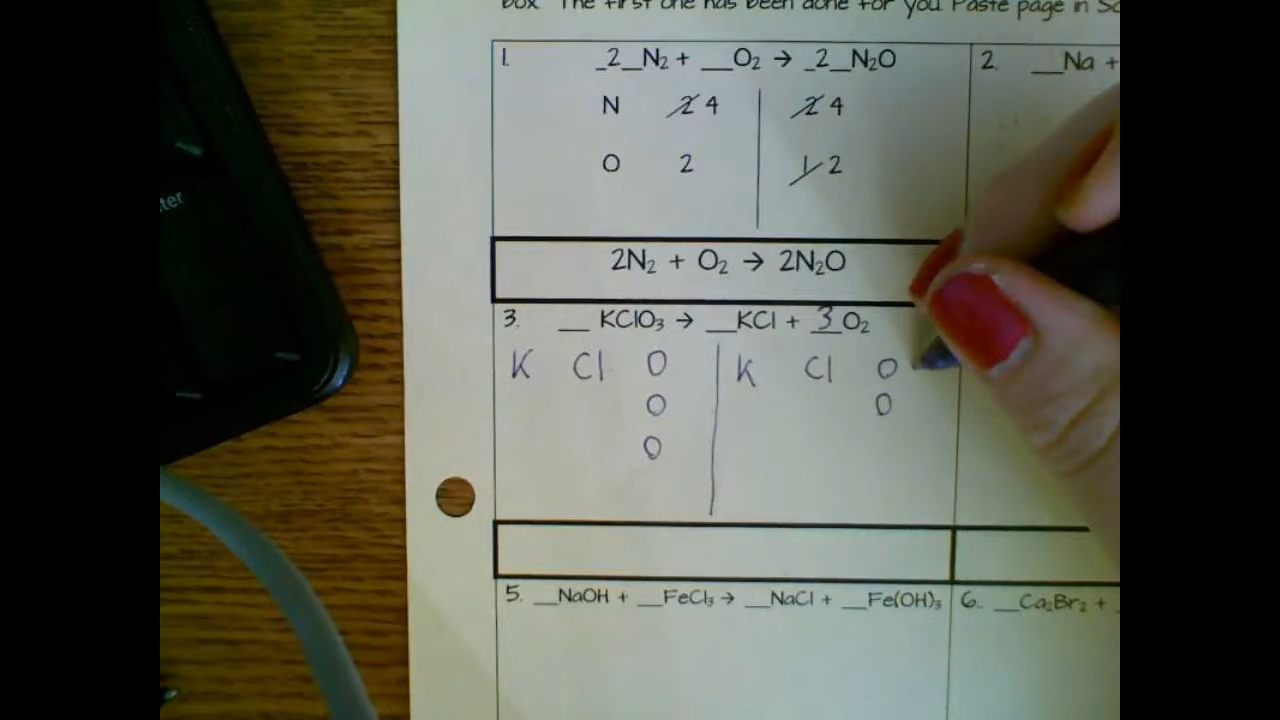 box. The first one has been done for you. Paste page in
1. _2_N₂ + __O₂ → _2_N₂O
2. __Na +
N 2 4 2 4
O 2 1 2
2N₂ + O₂ → 2N₂O
3. __ KClO₃ → __KCl + 3 O₂
K Cl O K Cl O
O O
O
5. __NaOH + __FeCl₃ → __NaCl + __Fe(OH)₃
6. __Ca₂Br₂ +